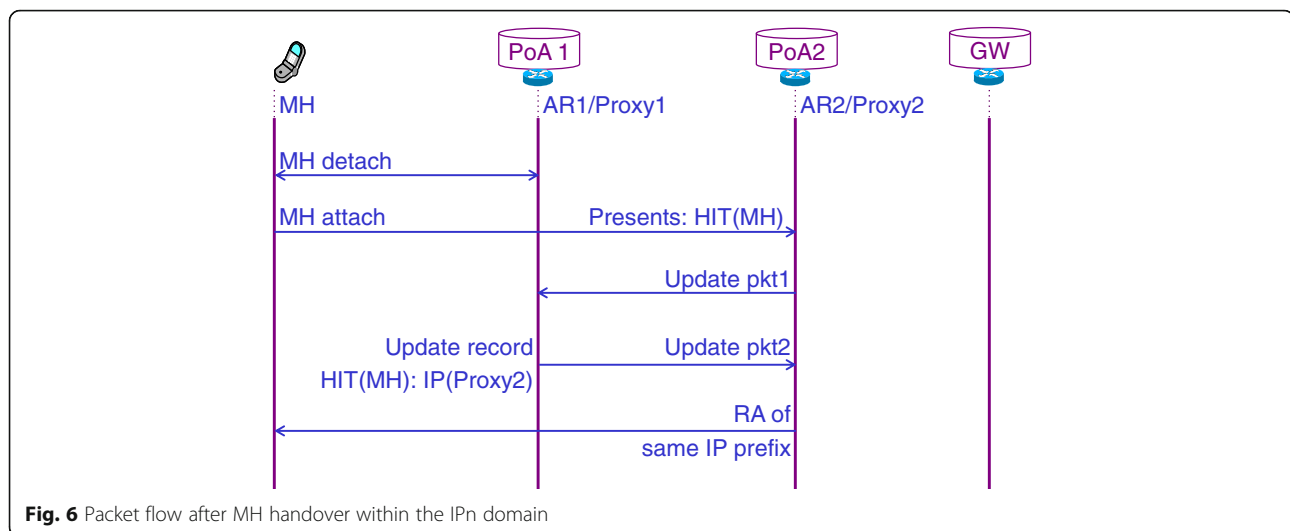 PoA 1 PoA2 GW
MH AR1/Proxy1 AR2/Proxy2
MH detach
MH attach Presents: HIT(MH)
Update pkt1
Update record Update pkt2
HIT(MH): IP(Proxy2)
RA of
same IP prefix
Fig. 6 Packet flow after MH handover within the IPn domain